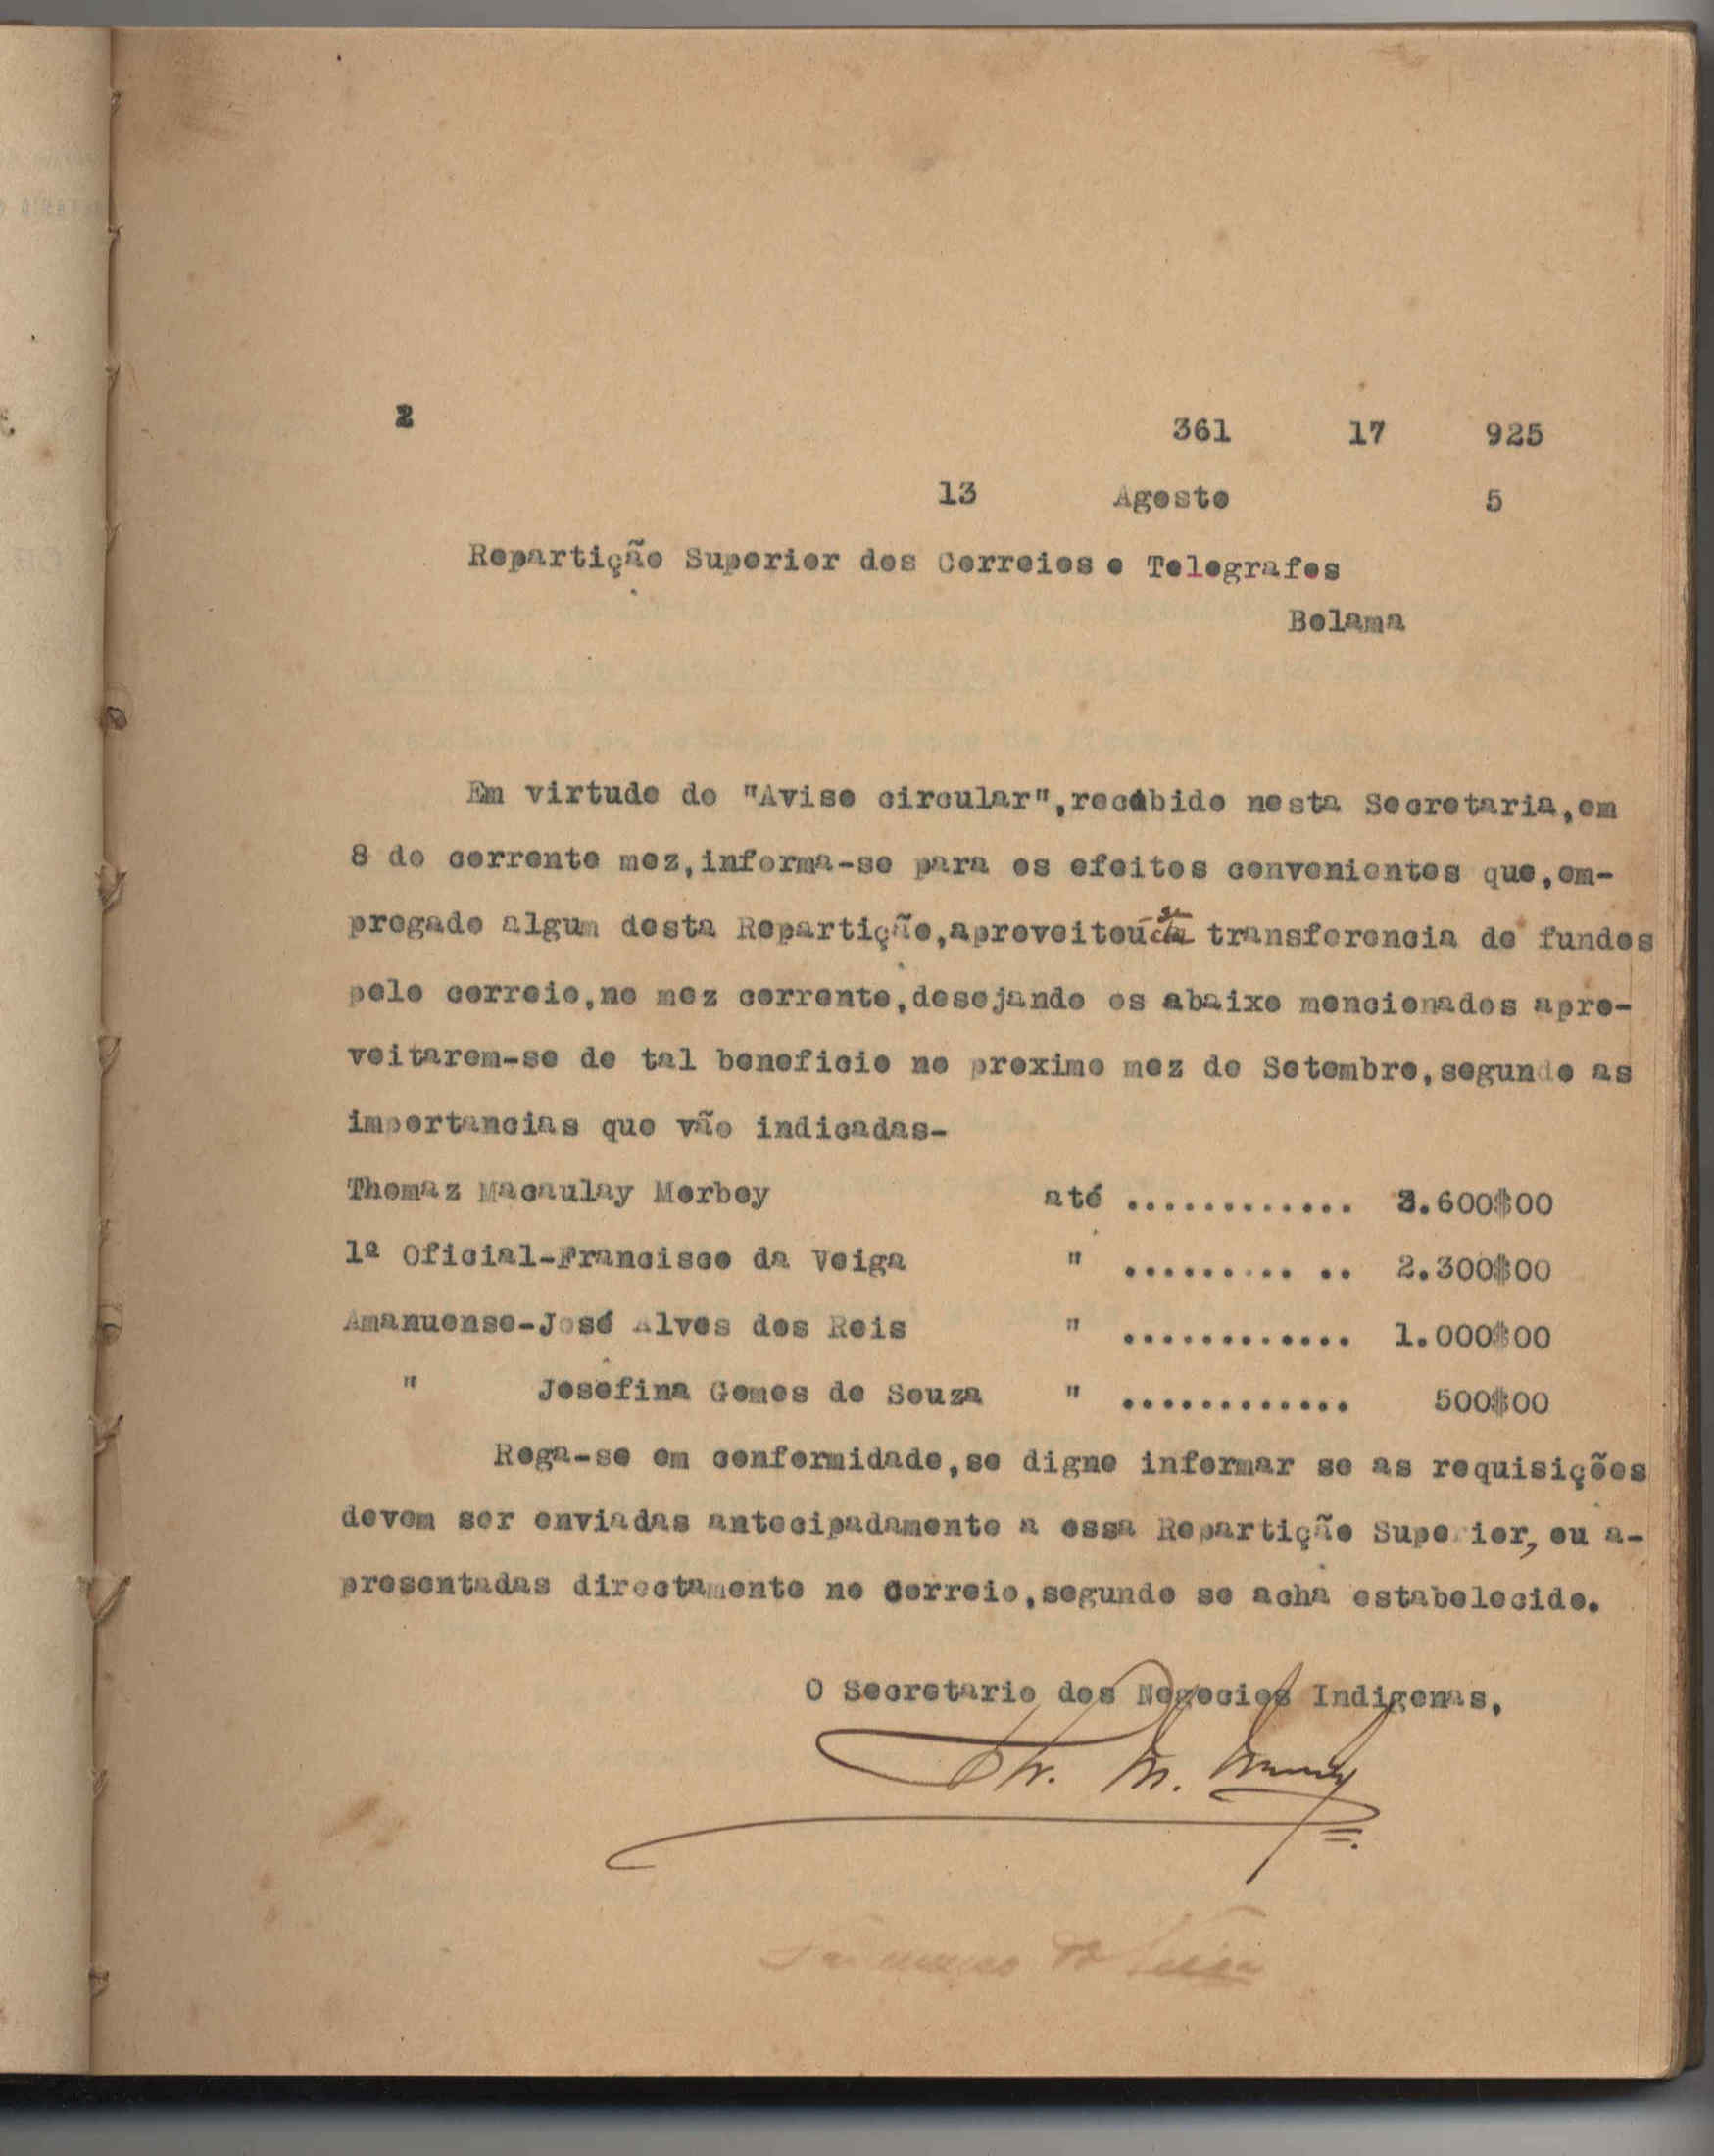 2
361 17 925
13 Agosto 5
Repartição Superior dos Correios e Telegrafos
Bolama
Em virtude do "Aviso circular",recebido nesta Secretaria,em
8 do corrente mez,informa-se para os efeitos convenientes que,em-
pregado algum desta Repartição,aproveitou-se da transferencia de fundos
pelo correio,no mez corrente,desejando os abaixo mencionados apro-
veitarem-se de tal beneficio no proximo mez de Setembro,segundo as
importancias que vão indicadas-
Thomaz Macaulay Morbey até ............ 3.600$00
1º Oficial-Francisco da Veiga " ......... .. 2.300$00
Amanuense-José Alves dos Reis " ............ 1.000$00
" Josefina Gomes de Souza " ............ 500$00
Roga-se em conformidade,se digne informar se as requisições
devem ser enviadas antecipadamente a essa Repartição Superior, ou a-
presentadas directamente no Correio,segundo se acha estabelecido.
O Secretario dos Negocios Indigenas,